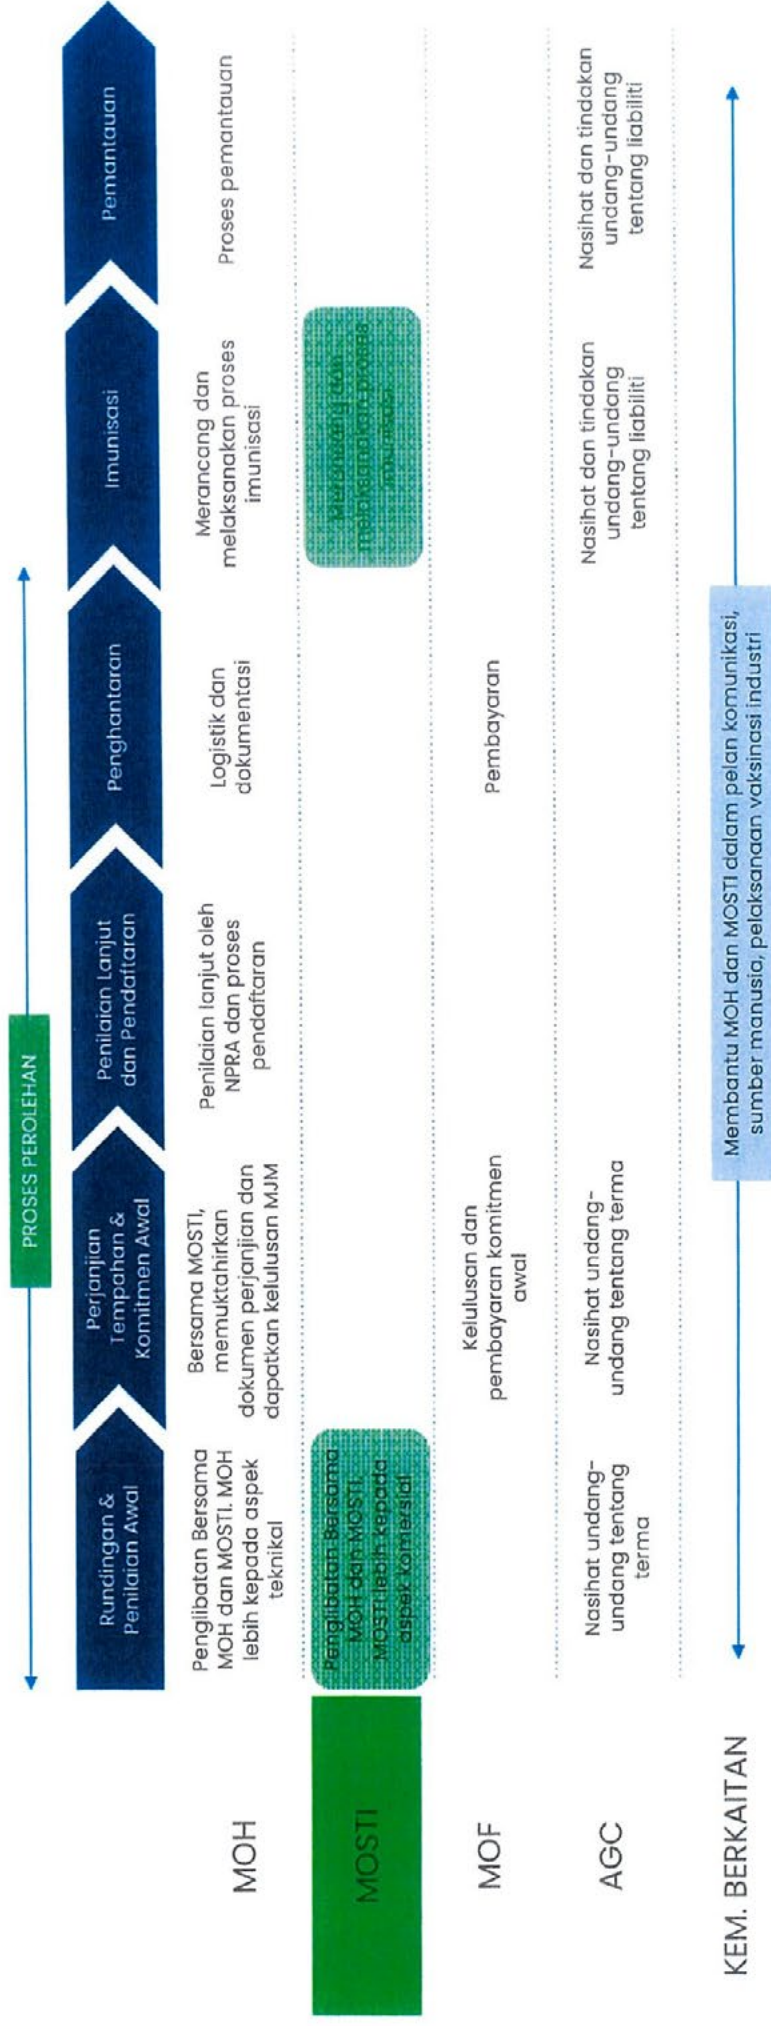 PROSES PEROLEHAN
Rundingan &
Penilaian Awal
Perjanjian
Tempahan &
Komitmen Awal
Penilaian Lanjut
dan Pendaftaran
Penghantaran
Imunisasi
Pemantauan
MOH
Penglibatan Bersama
MOH dan MOSTI. MOH
lebih kepada aspek
teknikal
Bersama MOSTI,
memuktahirkan
dokumen perjanjian dan
dapatkan kelulusan MJM
Penilaian lanjut oleh
NPRA dan proses
pendaftaran
Logistik dan
dokumentasi
Merancang dan
melaksanakan proses
imunisasi
Proses pemantauan
MOSTI
Penglibatan Bersama
MOH dan MOSTI.
MOSTI lebih kepada
aspek komersial
Merancang dan
melaksanakan proses
imunisasi
MOF
Kelulusan dan
pembayaran komitmen
awal
Pembayaran
AGC
Nasihat undang-
undang tentang
terma
Nasihat undang-
undang tentang terma
Nasihat dan tindakan
undang-undang
tentang liabiliti
Nasihat dan tindakan
undang-undang
tentang liabiliti
KEM. BERKAITAN
Membantu MOH dan MOSTI dalam pelan komunikasi,
sumber manusia, pelaksanaan vaksinasi industri